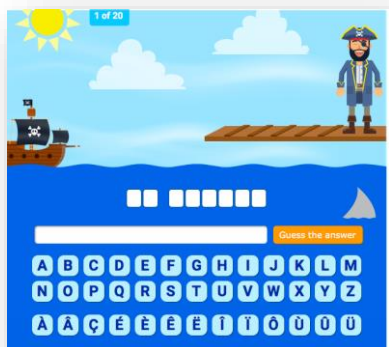 1 of 20
Guess the answer
A B C D E F G H I J K L M
N O P Q R S T U V W X Y Z
À Â Ç É È Ê Ë Î Ï Ô Ù Û Ü